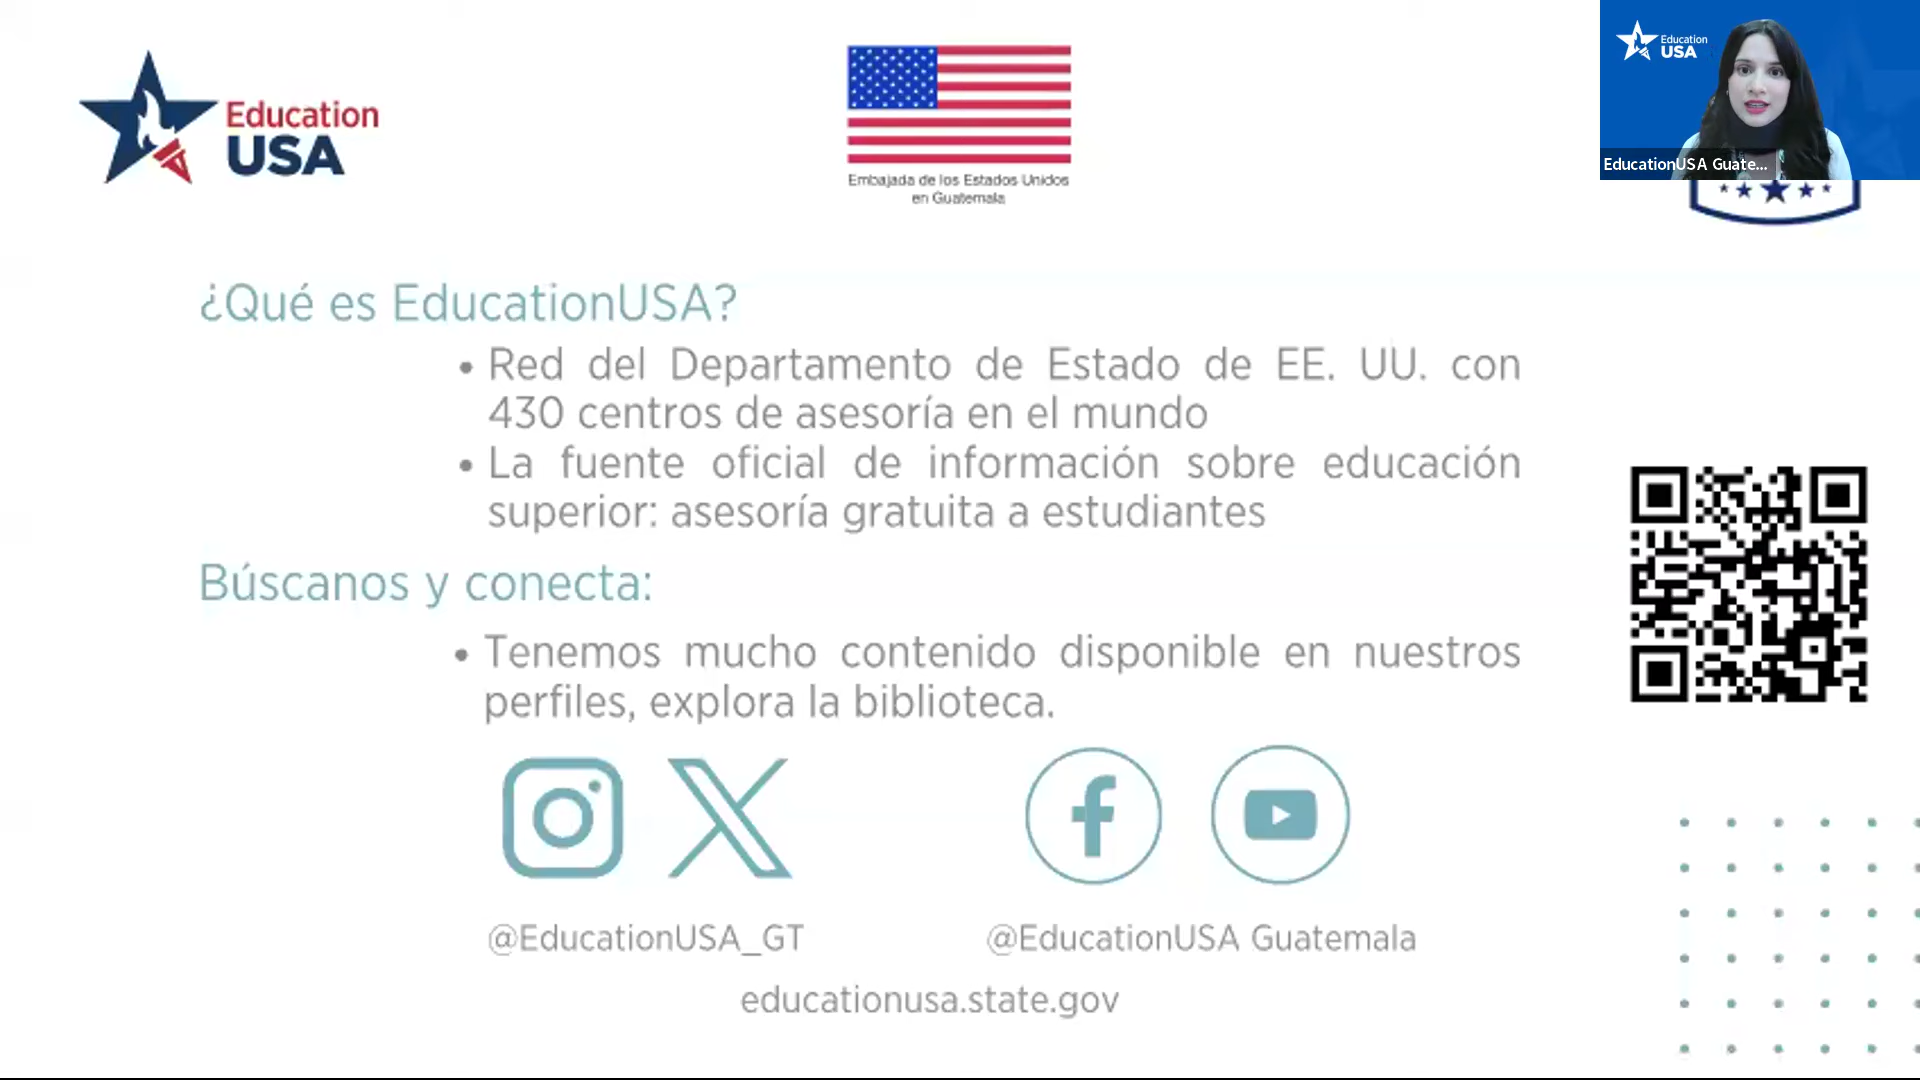 Education
USA
Embajada de los Estados Unidos
en Guatemala
Education
USA
EducationUSA Guate...
¿Qué es EducationUSA?
• Red del Departamento de Estado de EE. UU. con
430 centros de asesoría en el mundo
• La fuente oficial de información sobre educación
superior: asesoría gratuita a estudiantes
Búscanos y conecta:
• Tenemos mucho contenido disponible en nuestros
perfiles, explora la biblioteca.
@EducationUSA_GT
@EducationUSA Guatemala
educationusa.state.gov